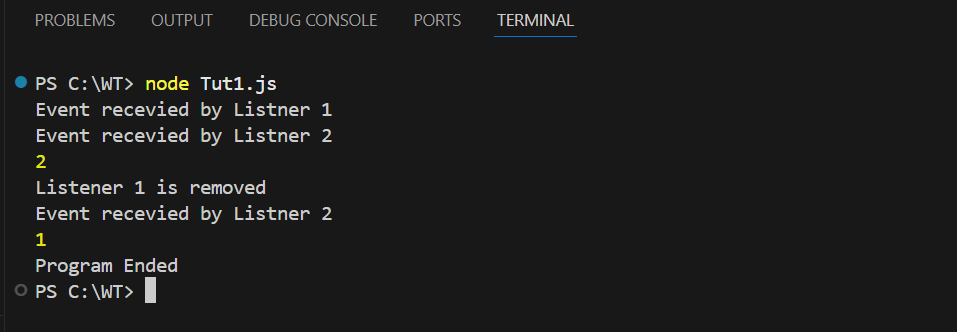 PROBLEMS OUTPUT DEBUG CONSOLE PORTS TERMINAL
PS C:\WT> node Tut1.js
Event recevied by Listner 1
Event recevied by Listner 2
2
Listener 1 is removed
Event recevied by Listner 2
1
Program Ended
PS C:\WT>